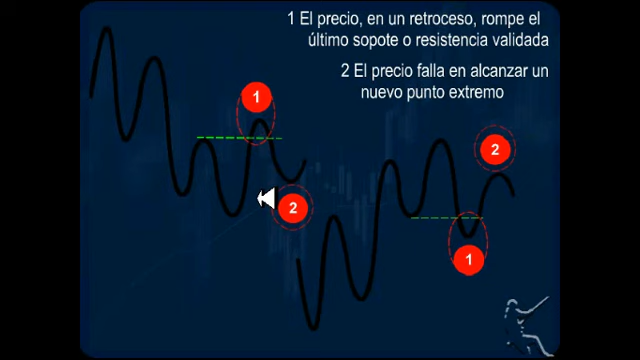 1 El precio, en un retroceso, rompe el
último sopote o resistencia validada
2 El precio falla en alcanzar un
nuevo punto extremo
1
2
2
1